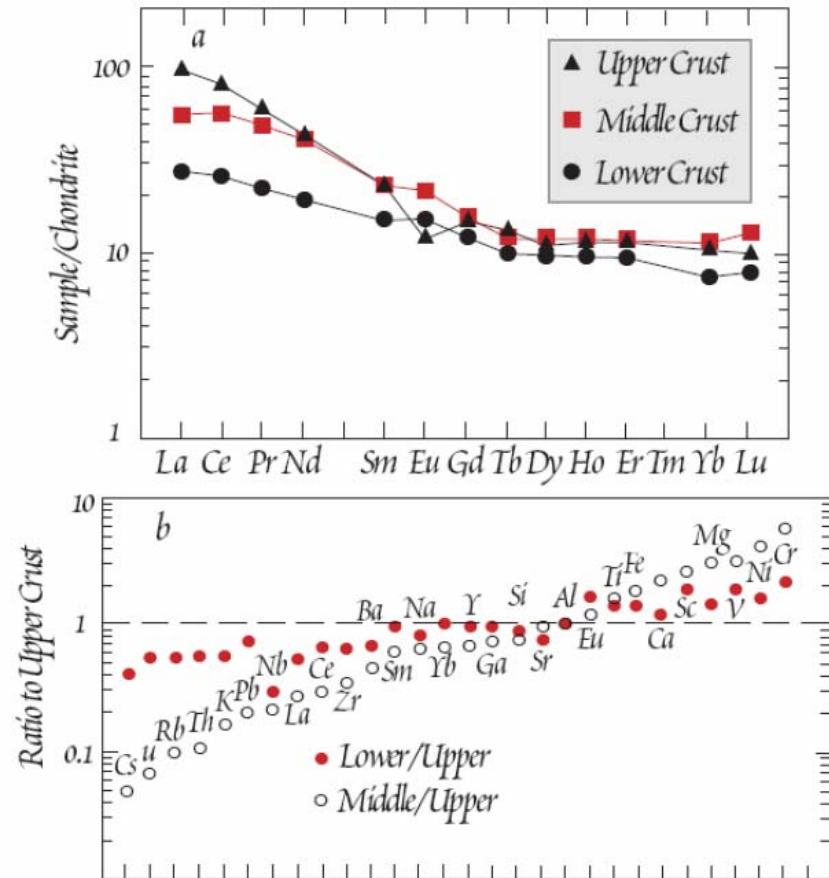 a
100
10
1
Sample/Chondrite
Upper Crust
Middle Crust
Lower Crust
La Ce Pr Nd Sm Eu Gd Tb Dy Ho Er Tm Yb Lu
b
10
1
0.1
Ratio to Upper Crust
Cs u Rb Th K Pb Nb La Ce Zr Ba Sm Na Yb Y Ga Si Sr Al Eu Ti Fe Ca Sc Mg V Ni Cr
Lower/Upper
Middle/Upper